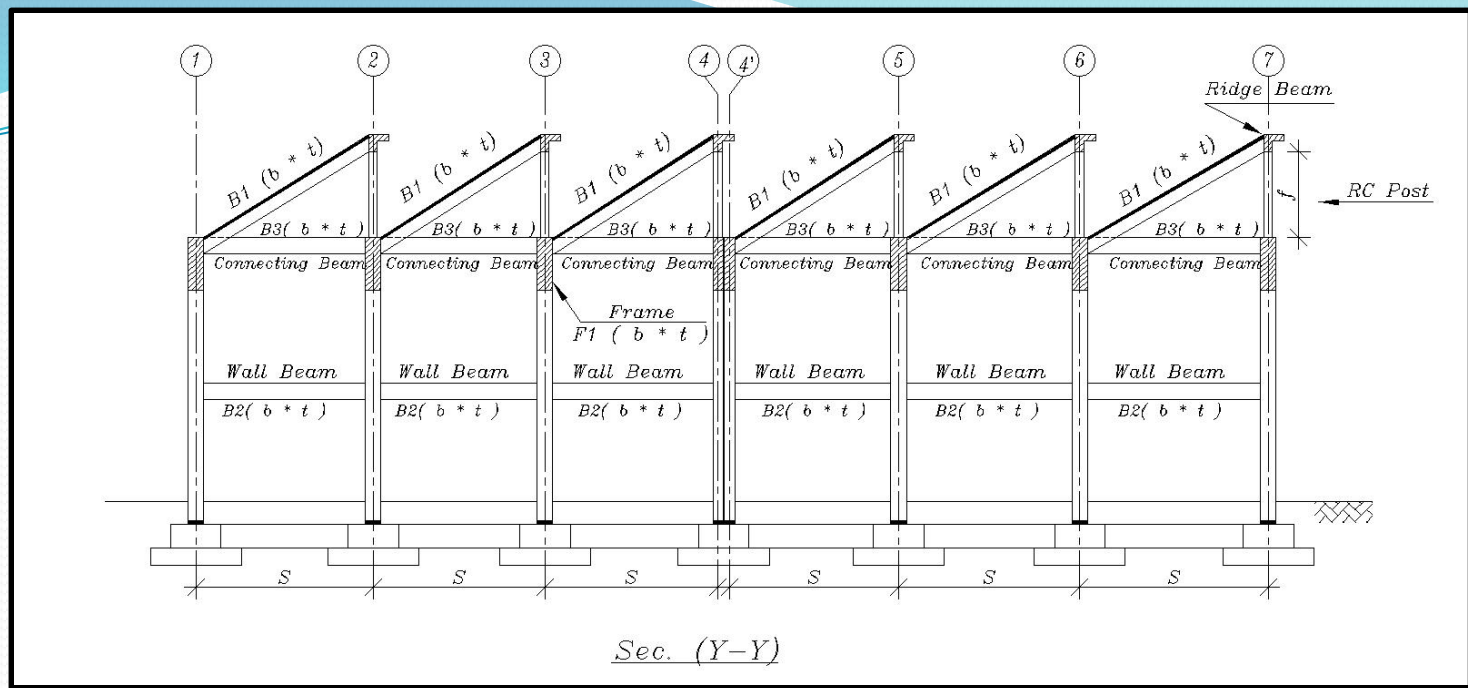 1 2 3 4 4' 5 6 7
Ridge Beam
B1 (b * t) B1 (b * t) B1 (b * t) B1 (b * t) B1 (b * t) B1 (b * t)
f
RC Post
B3( b * t ) B3( b * t ) B3( b * t ) B3( b * t ) B3( b * t ) B3( b * t )
Connecting Beam Connecting Beam Connecting Beam Connecting Beam Connecting Beam Connecting Beam
Frame
F1 ( b * t )
Wall Beam Wall Beam Wall Beam Wall Beam Wall Beam Wall Beam
B2( b * t ) B2( b * t ) B2( b * t ) B2( b * t ) B2( b * t ) B2( b * t )
S S S S S S
Sec. (Y-Y)